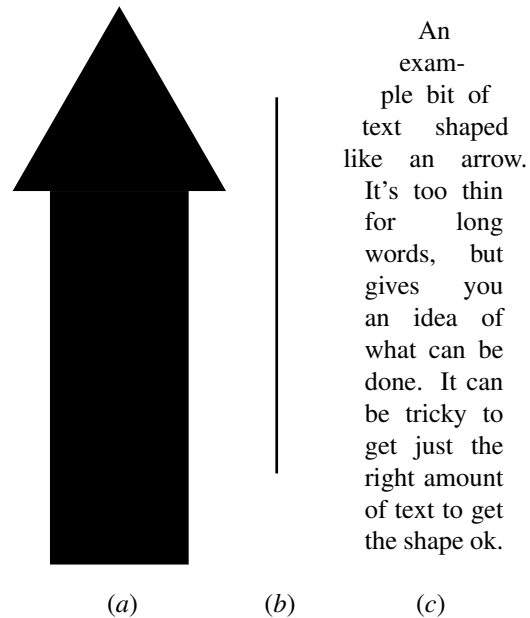 An
exam-
ple bit of
text shaped
like an arrow.
It's too thin
for long
words, but
gives you
an idea of
what can be
done. It can
be tricky to
get just the
right amount
of text to get
the shape ok.
(a) (b) (c)